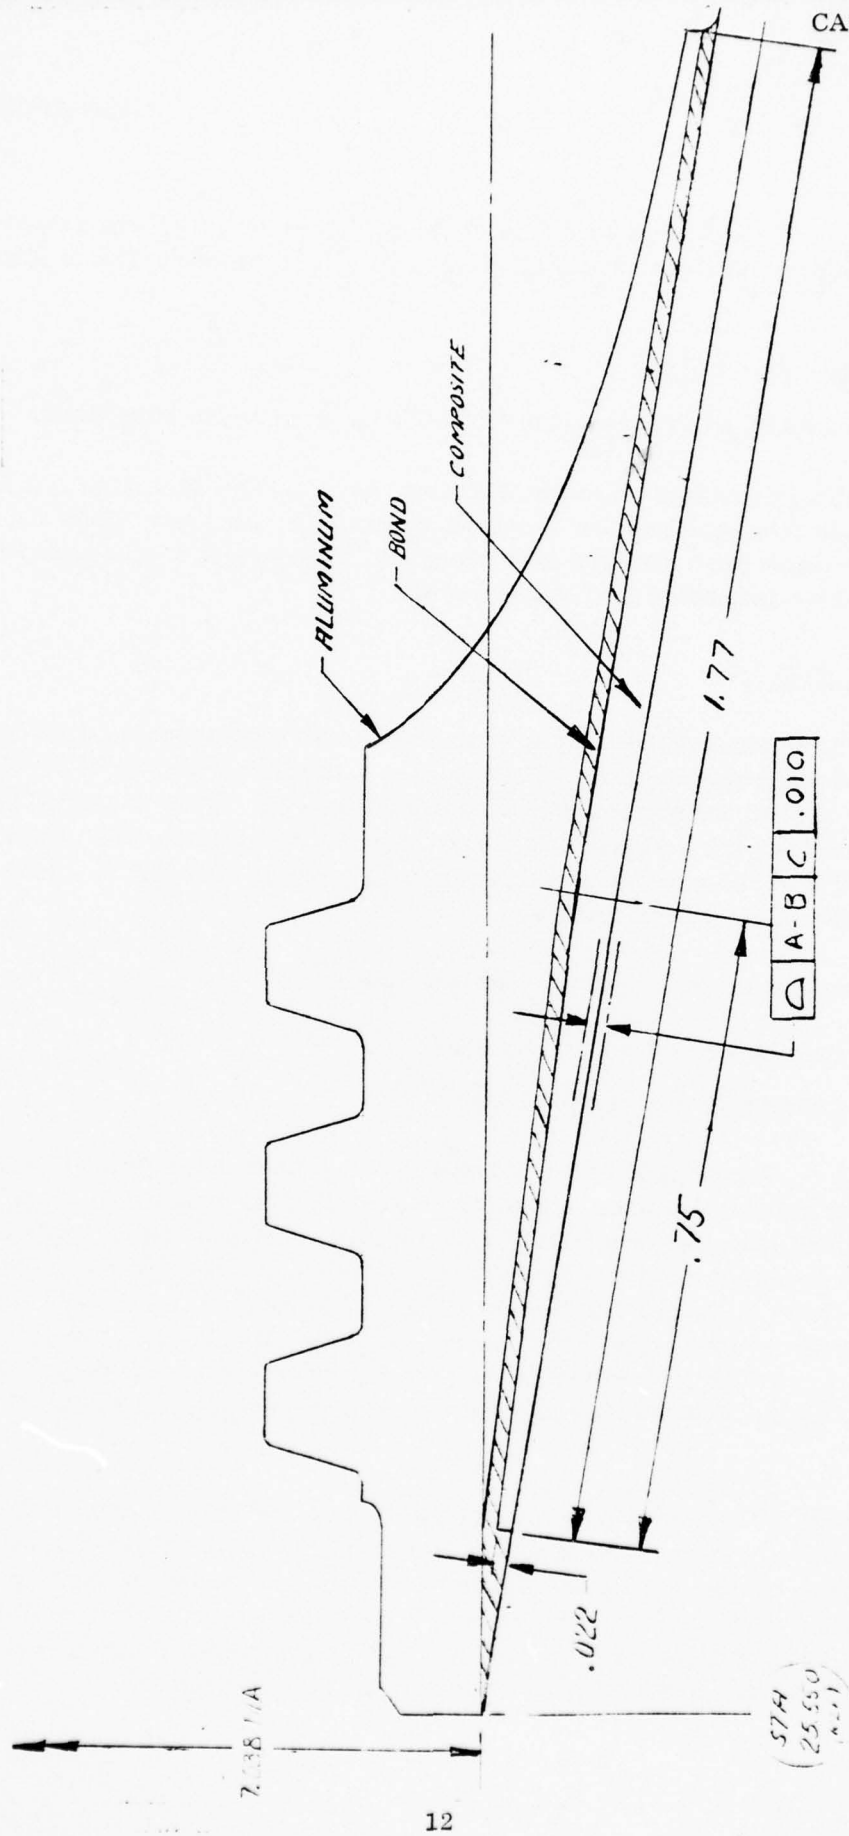 CA
ALUMINUM
BOND
COMPOSITE
1.77
⌓ A-B C .010
.75
.022
STA
12